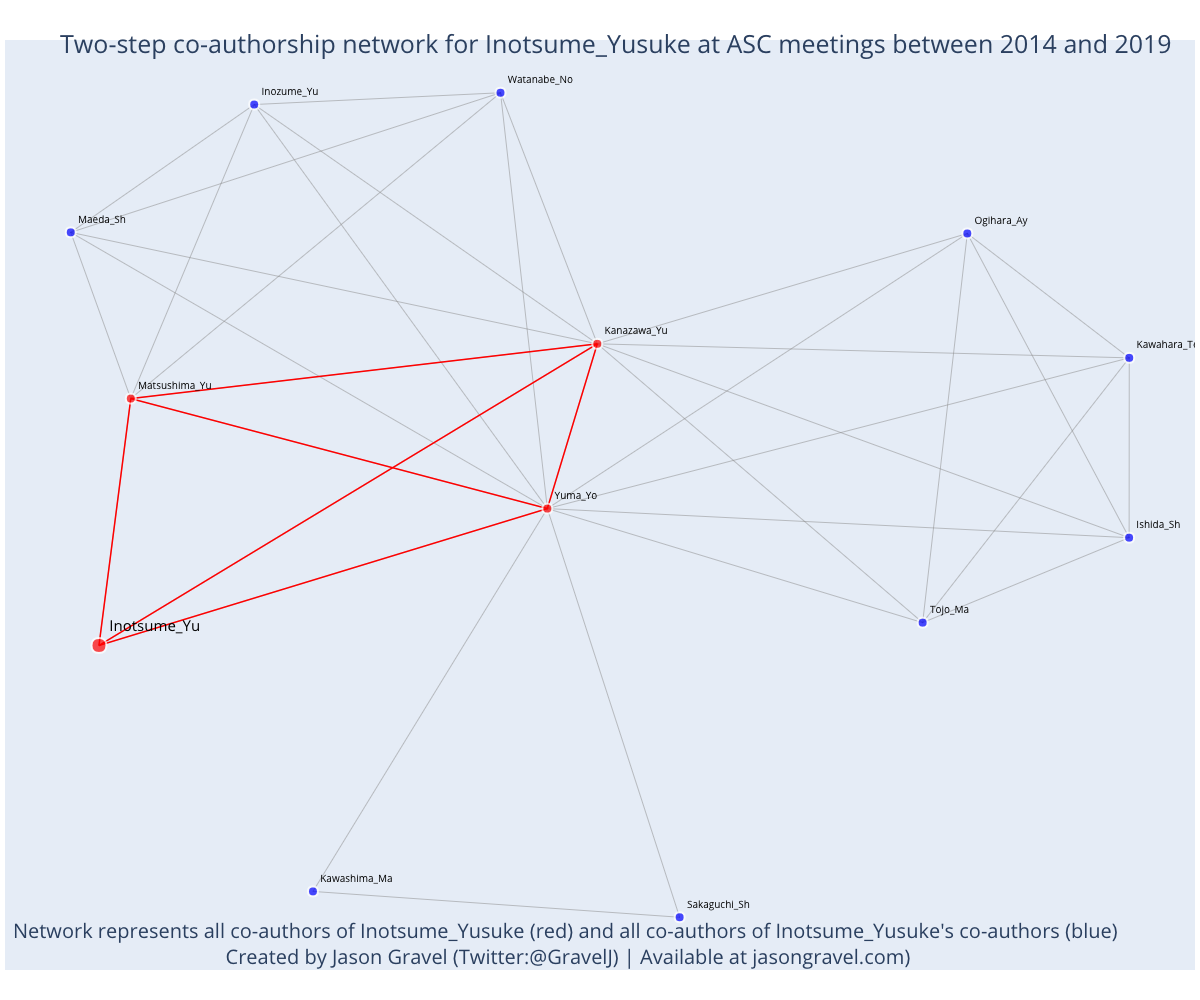 Two-step co-authorship network for Inotsume_Yusuke at ASC meetings between 2014 and 2019
Watanabe_No
Inozume_Yu
Maeda_Sh
Ogihara_Ay
Kanazawa_Yu
Kawahara_Te
Matsushima_Yu
Yuma_Yo
Ishida_Sh
Tojo_Ma
Inotsume_Yu
Kawashima_Ma
Sakaguchi_Sh
Network represents all co-authors of Inotsume_Yusuke (red) and all co-authors of Inotsume_Yusuke's co-authors (blue)
Created by Jason Gravel (Twitter:@GravelJ) | Available at jasongravel.com)